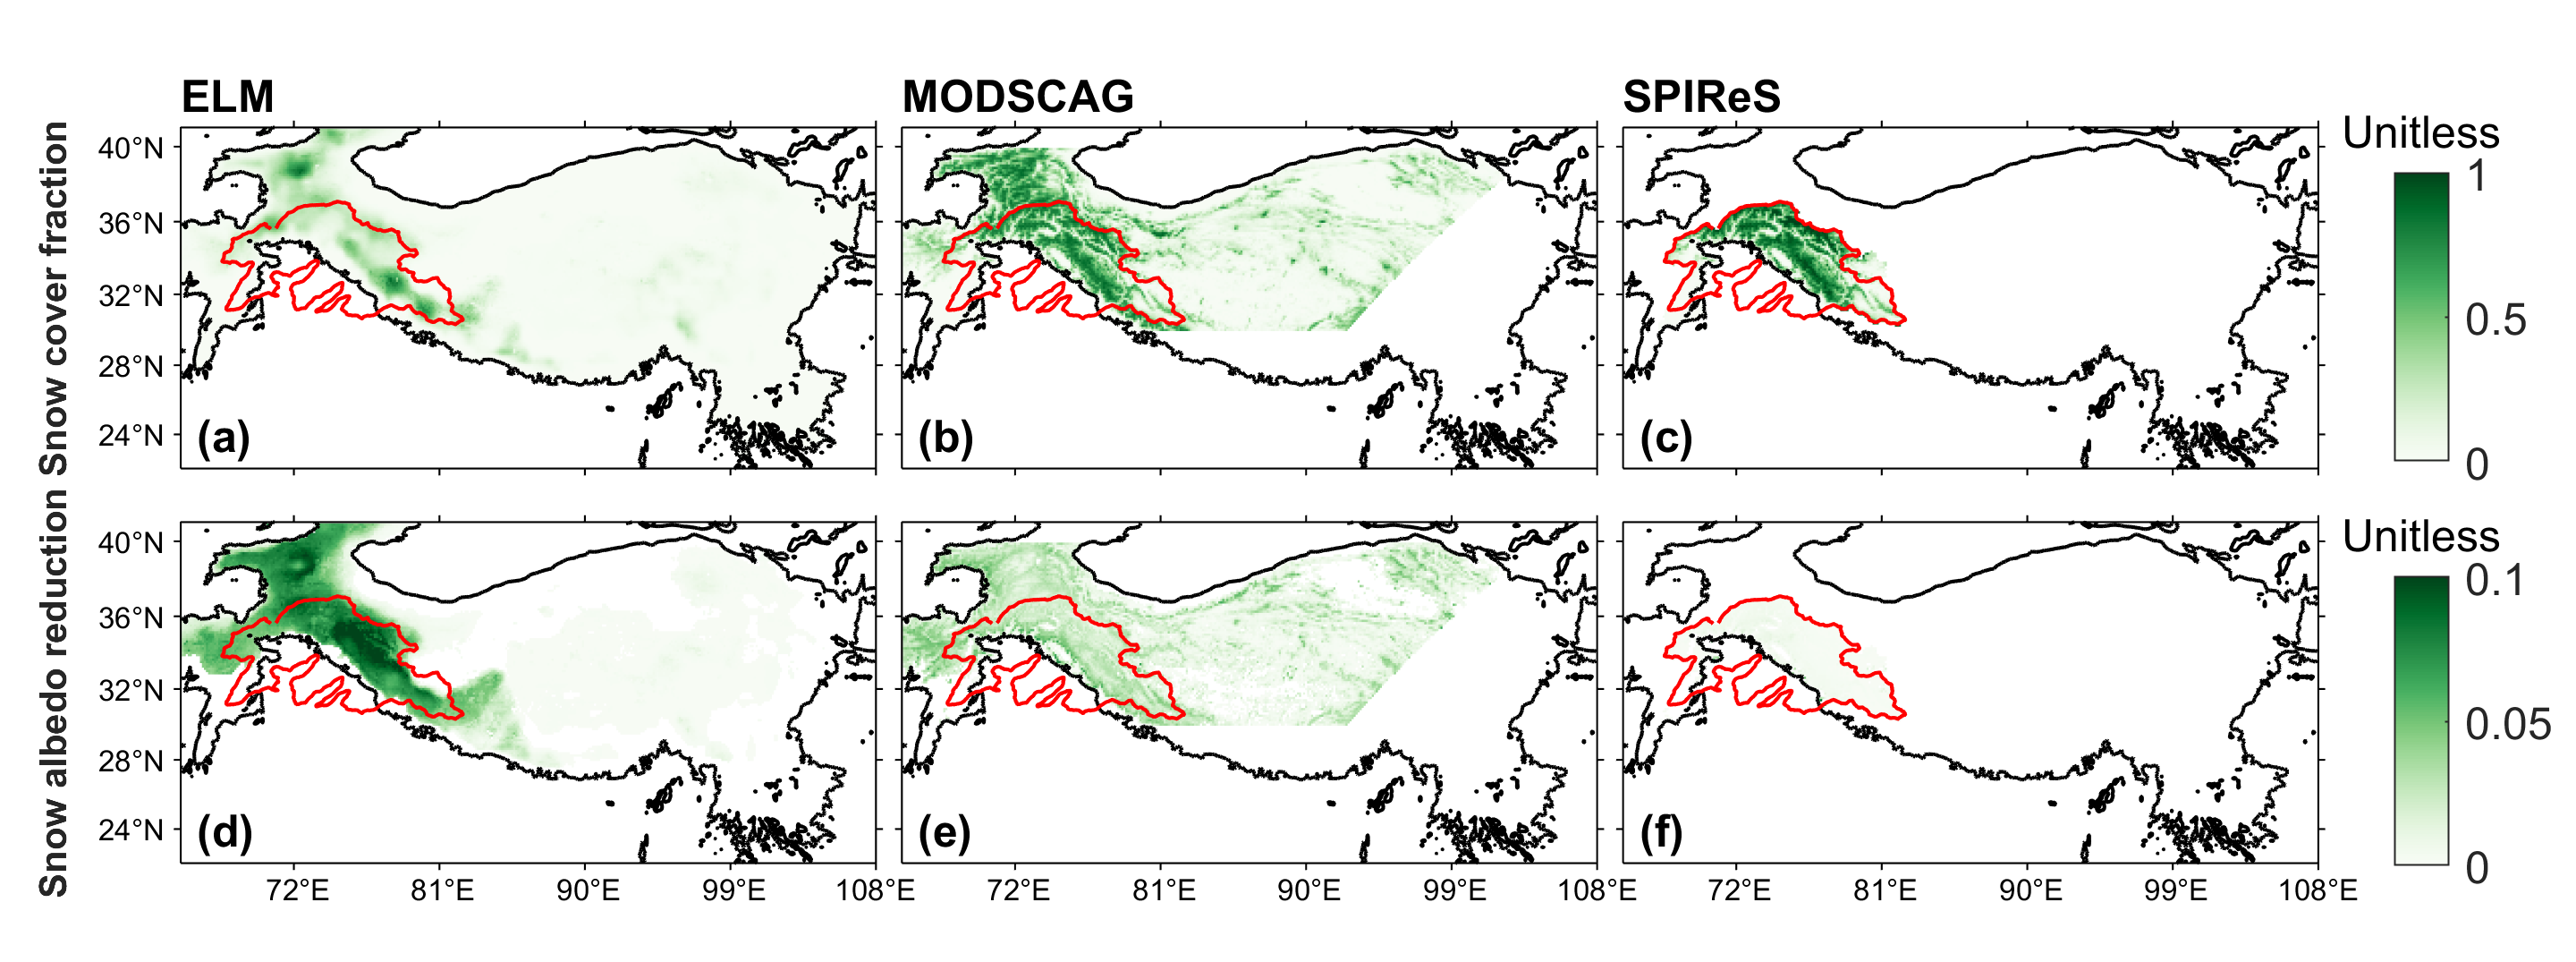 ELM
MODSCAG
SPIReS
Snow cover fraction
40°N
36°N
32°N
28°N
24°N
(a)
(b)
(c)
Unitless
1
0.5
0
Snow albedo reduction
40°N
36°N
32°N
28°N
24°N
(d)
(e)
(f)
Unitless
0.1
0.05
0
72°E
81°E
90°E
99°E
108°E
72°E
81°E
90°E
99°E
108°E
72°E
81°E
90°E
99°E
108°E